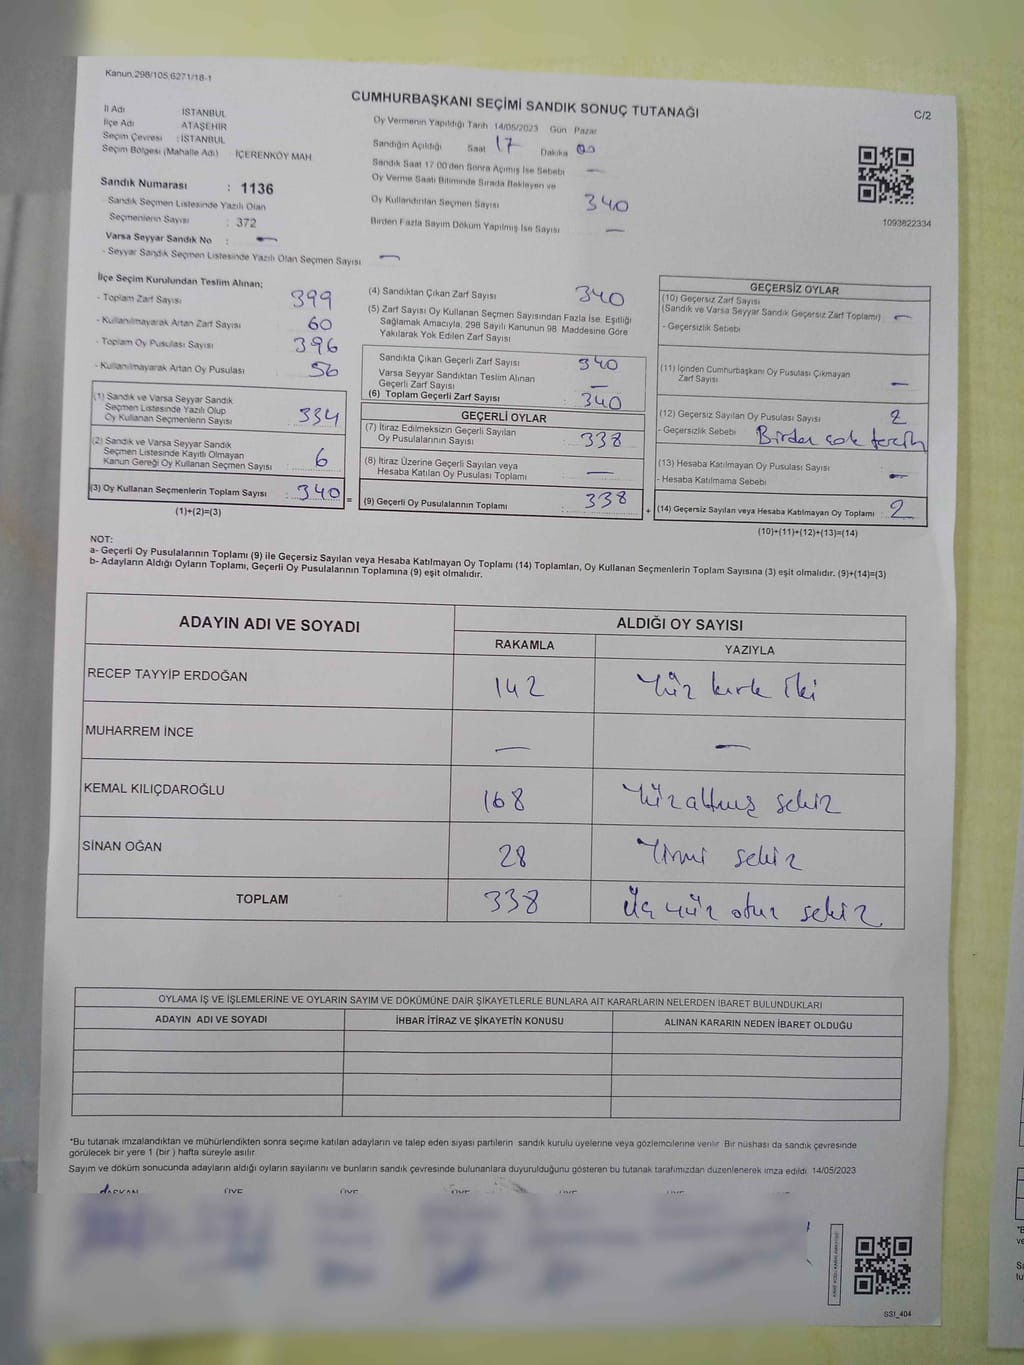 Kanun.298/105.6271/18-1
CUMHURBAŞKANI SEÇİMİ SANDIK SONUÇ TUTANAĞI
C/2
İl Adı İSTANBUL
İlçe Adı ATAŞEHİR
Seçim Çevresi : İSTANBUL
Seçim Bölgesi (Mahalle Adı) : İÇERENKÖY MAH
Sandık Numarası : 1136
- Sandık Seçmen Listesinde Yazılı Olan
Seçmenlerin Sayısı : 372
Varsa Seyyar Sandık No : —
- Seyyar Sandık Seçmen Listesinde Yazılı Olan Seçmen Sayısı —
Oy Vermenin Yapıldığı Tarih 14/05/2023 Gün Pazar
Sandığın Açıldığı Saat 17 Dakika 00
Sandık Saat 17.00'den Sonra Açılmış İse Sebebi —
Oy Verme Saati Bitiminde Sırada Bekleyen ve
Oy Kullandırılan Seçmen Sayısı 340
Birden Fazla Sayım Döküm Yapılmış İse Sayısı —
1093822334
İlçe Seçim Kurulundan Teslim Alınan;
- Toplam Zarf Sayısı 399
- Kullanılmayarak Artan Zarf Sayısı 60
- Toplam Oy Pusulası Sayısı 396
- Kullanılmayarak Artan Oy Pusulası 56
(1) Sandık ve Varsa Seyyar Sandık
Seçmen Listesinde Yazılı Olup
Oy Kullanan Seçmenlerin Sayısı : 334
(2) Sandık ve Varsa Seyyar Sandık
Seçmen Listesinde Kayıtlı Olmayan
Kanun Gereği Oy Kullanan Seçmen Sayısı : 6
(3) Oy Kullanan Seçmenlerin Toplam Sayısı : 340 =
(1)+(2)=(3)
(4) Sandıktan Çıkan Zarf Sayısı 340
(5) Zarf Sayısı Oy Kullanan Seçmen Sayısından Fazla İse, Eşitliği
Sağlamak Amacıyla, 298 Sayılı Kanunun 98. Maddesine Göre
Yakılarak Yok Edilen Zarf Sayısı
Sandıkta Çıkan Geçerli Zarf Sayısı 340
Varsa Seyyar Sandıktan Teslim Alınan
Geçerli Zarf Sayısı —
(6) Toplam Geçerli Zarf Sayısı : 340
GEÇERLİ OYLAR
(7) İtiraz Edilmeksizin Geçerli Sayılan
Oy Pusulalarının Sayısı : 338
(8) İtiraz Üzerine Geçerli Sayılan veya
Hesaba Katılan Oy Pusulası Toplamı : —
(9) Geçerli Oy Pusulalarının Toplamı : 338 +
GEÇERSİZ OYLAR
(10) Geçersiz Zarf Sayısı
(Sandık ve Varsa Seyyar Sandık Geçersiz Zarf Toplamı) : —
- Geçersizlik Sebebi
(11) İçinden Cumhurbaşkanı Oy Pusulası Çıkmayan
Zarf Sayısı —
(12) Geçersiz Sayılan Oy Pusulası Sayısı : 2
- Geçersizlik Sebebi Birden çok tercih
(13) Hesaba Katılmayan Oy Pusulası Sayısı : —
- Hesaba Katılmama Sebebi
(14) Geçersiz Sayılan veya Hesaba Katılmayan Oy Toplamı : 2
(10)+(11)+(12)+(13)=(14)
NOT:
a- Geçerli Oy Pusulalarının Toplamı (9) ile Geçersiz Sayılan veya Hesaba Katılmayan Oy Toplamı (14) Toplamları, Oy Kullanan Seçmenlerin Toplam Sayısına (3) eşit olmalıdır. (9)+(14)=(3)
b- Adayların Aldığı Oyların Toplamı, Geçerli Oy Pusulalarının Toplamına (9) eşit olmalıdır.
ADAYIN ADI VE SOYADI
ALDIĞI OY SAYISI
RAKAMLA YAZIYLA
RECEP TAYYİP ERDOĞAN 142 Yüz kırk iki
MUHARREM İNCE — —
KEMAL KILIÇDAROĞLU 168 Yüz altmış sekiz
SİNAN OĞAN 28 Yirmi sekiz
TOPLAM 338 Üç yüz otuz sekiz
OYLAMA İŞ VE İŞLEMLERİNE VE OYLARIN SAYIM VE DÖKÜMÜNE DAİR ŞİKAYETLERLE BUNLARA AİT KARARLARIN NELERDEN İBARET BULUNDUKLARI
ADAYIN ADI VE SOYADI İHBAR İTİRAZ VE ŞİKAYETİN KONUSU ALINAN KARARIN NEDEN İBARET OLDUĞU
*Bu tutanak imzalandıktan ve mühürlendikten sonra seçime katılan adayların ve talep eden siyasi partilerin sandık kurulu üyelerine veya gözlemcilerine verilir. Bir nüshası da sandık çevresinde
görülecek bir yere 1 (bir ) hafta süreyle asılır.
Sayım ve döküm sonucunda adayların aldığı oyların sayılarını ve bunların sandık çevresinde bulunanlara duyurulduğunu gösteren bu tutanak tarafımızdan düzenlenerek imza edildi. 14/05/2023
BAŞKAN ÜYE ÜYE ÜYE ÜYE ÜYE
SSI_404